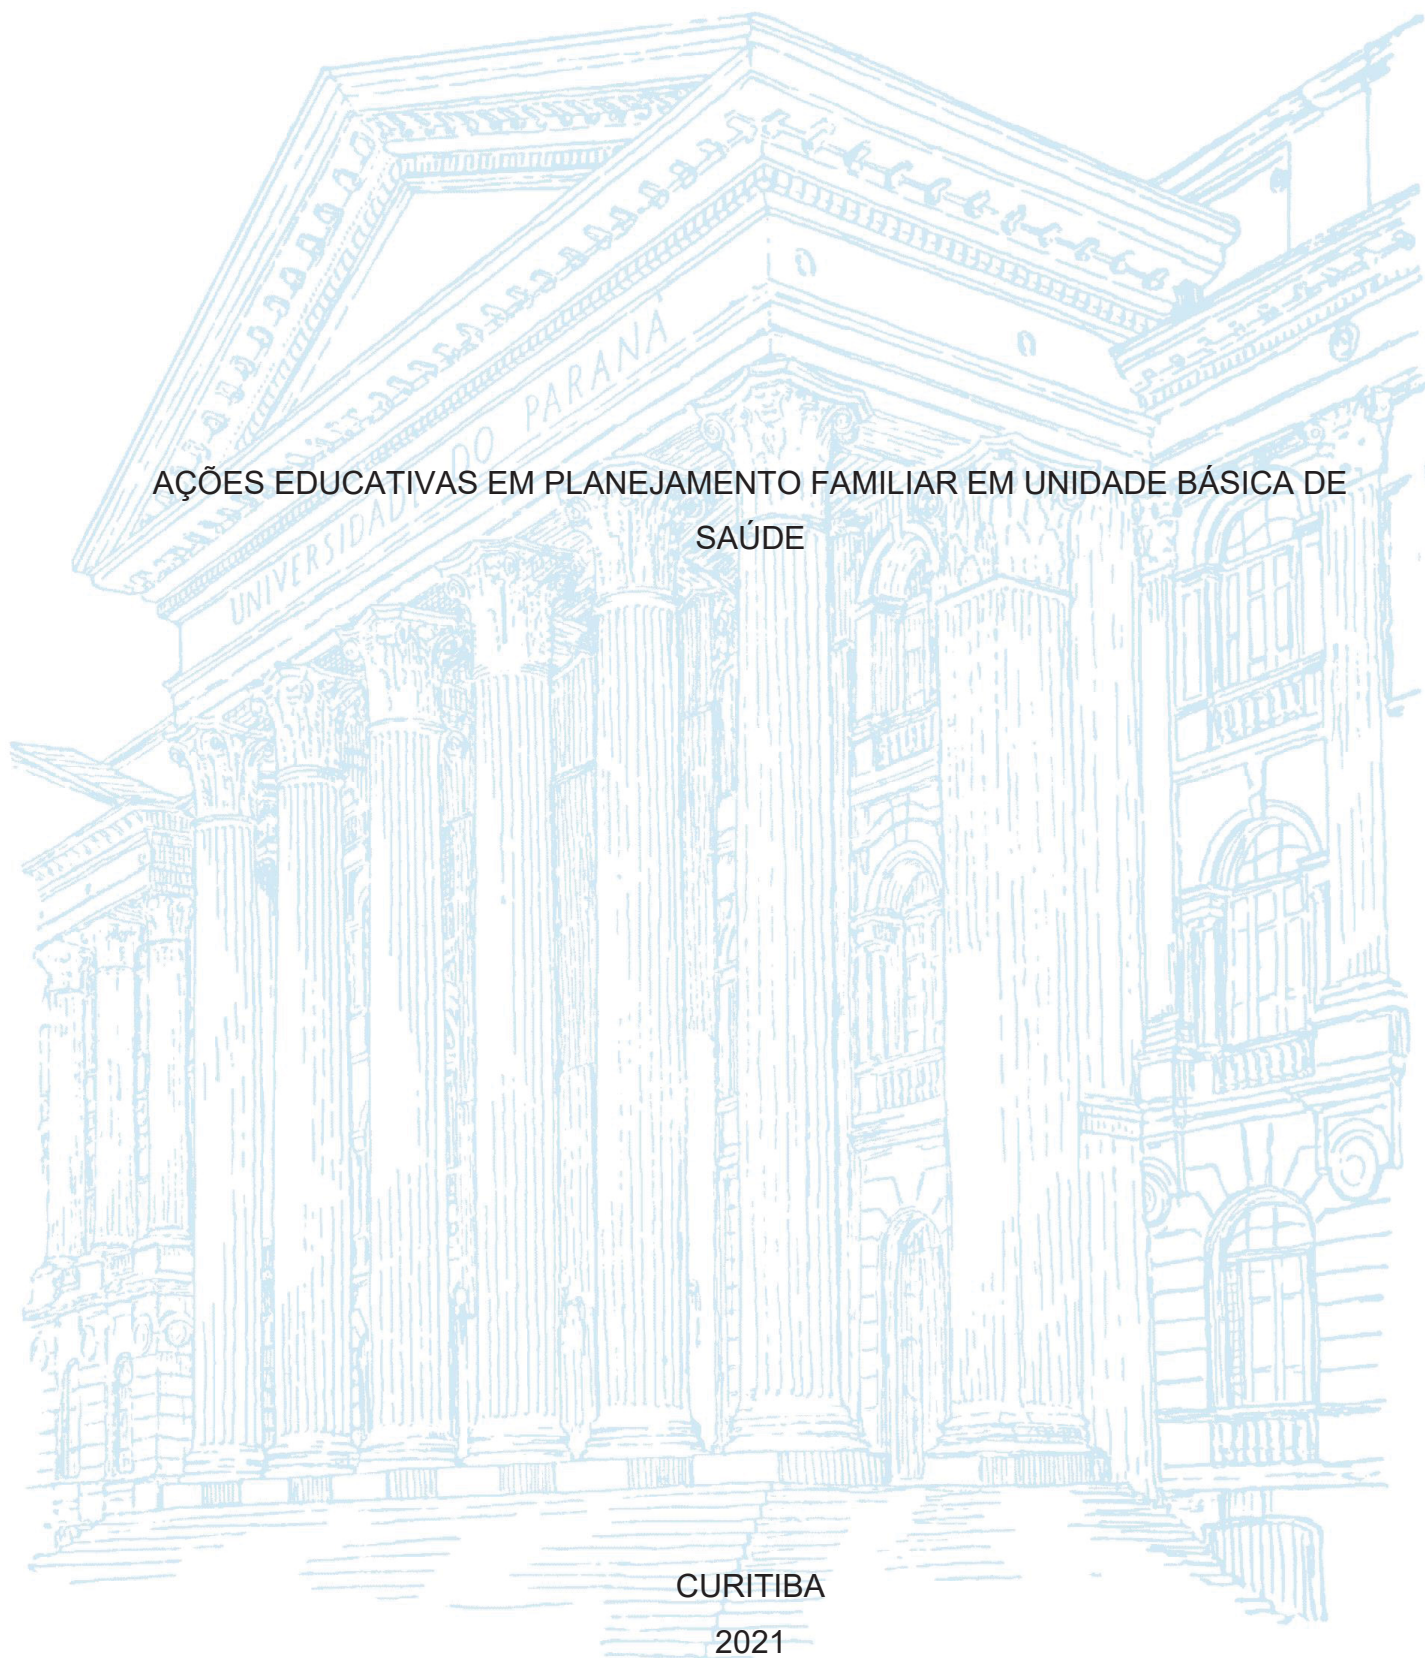 UNIVERSIDADE DO PARANÁ
AÇÕES EDUCATIVAS EM PLANEJAMENTO FAMILIAR EM UNIDADE BÁSICA DE
SAÚDE
CURITIBA
2021